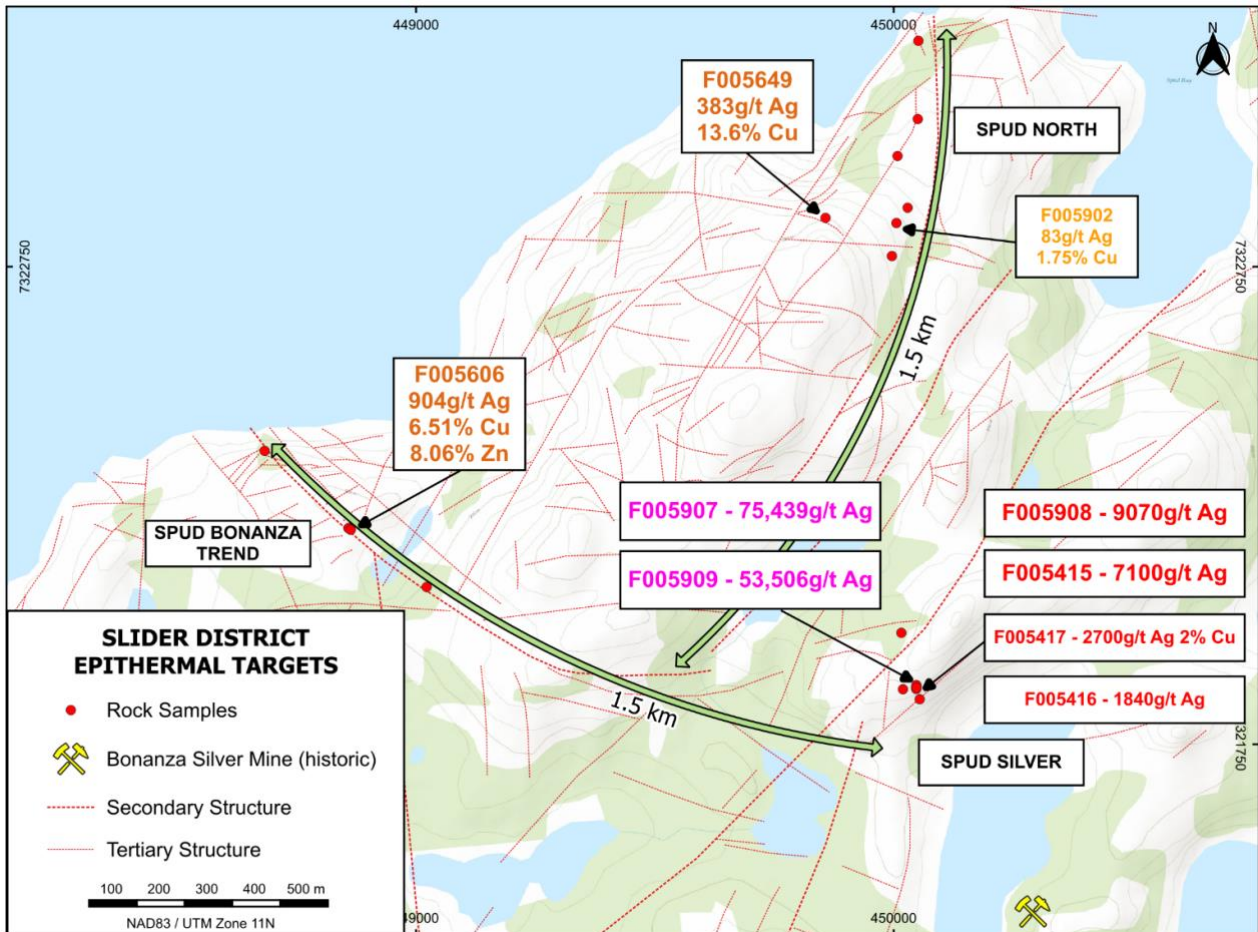 449000
450000
N
Spud Bay
F005649
383g/t Ag
13.6% Cu
SPUD NORTH
F005902
83g/t Ag
1.75% Cu
7322750
7322750
1.5 km
F005606
904g/t Ag
6.51% Cu
8.06% Zn
SPUD BONANZA
TREND
F005907 - 75,439g/t Ag
F005909 - 53,506g/t Ag
F005908 - 9070g/t Ag
F005415 - 7100g/t Ag
F005417 - 2700g/t Ag 2% Cu
F005416 - 1840g/t Ag
1.5 km
SPUD SILVER
321750
SLIDER DISTRICT
EPITHERMAL TARGETS
Rock Samples
Bonanza Silver Mine (historic)
Secondary Structure
Tertiary Structure
100 200 300 400 500 m
NAD83 / UTM Zone 11N
49000
450000